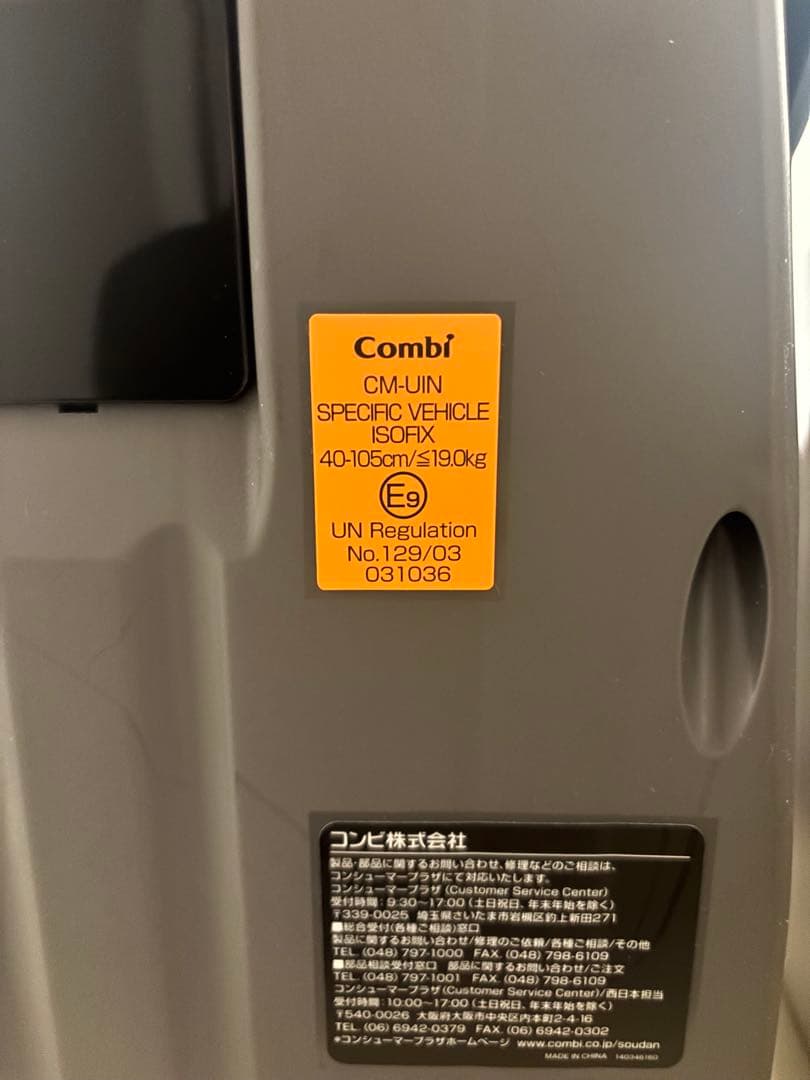 Combi
CM-UIN
SPECIFIC VEHICLE
ISOFIX
40-105cm/≦19.0kg
E9
UN Regulation
No.129/03
031036
コンビ株式会社
製品・部品に関するお問い合わせ、修理などのご相談は、
コンシューマープラザにて対応いたします。
コンシューマープラザ (Customer Service Center)
受付時間：9:30〜17:00 (土日祝日、年末年始を除く)
〒339-0025 埼玉県さいたま市岩槻区釣上新田271
■総合受付(各種ご相談)窓口
製品に関するお問い合わせ/修理のご依頼/各種ご相談/その他
TEL. (048) 797-1000 FAX. (048) 798-6109
■部品相談受付窓口 部品に関するお問い合わせ/ご注文
TEL. (048) 797-1001 FAX. (048) 798-6109
コンシューマープラザ(Customer Service Center)/西日本担当
受付時間：10:00〜17:00 (土日祝日、年末年始を除く)
〒540-0026 大阪府大阪市中央区内本町2-4-16
TEL. (06) 6942-0379 FAX. (06) 6942-0302
*コンシューマープラザホームページ www.combi.co.jp/soudan
MADE IN CHINA 140346160